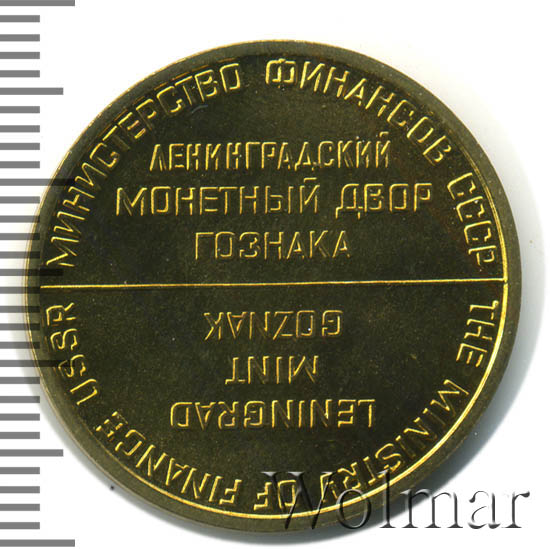 МИНИСТЕРСТВО ФИНАНСОВ СССР
ЛЕНИНГРАДСКИЙ
МОНЕТНЫЙ ДВОР
ГОЗНАКА
THE MINISTRY OF FINANCE USSR
LENINGRAD
MINT
GOZNAK
Wolmar